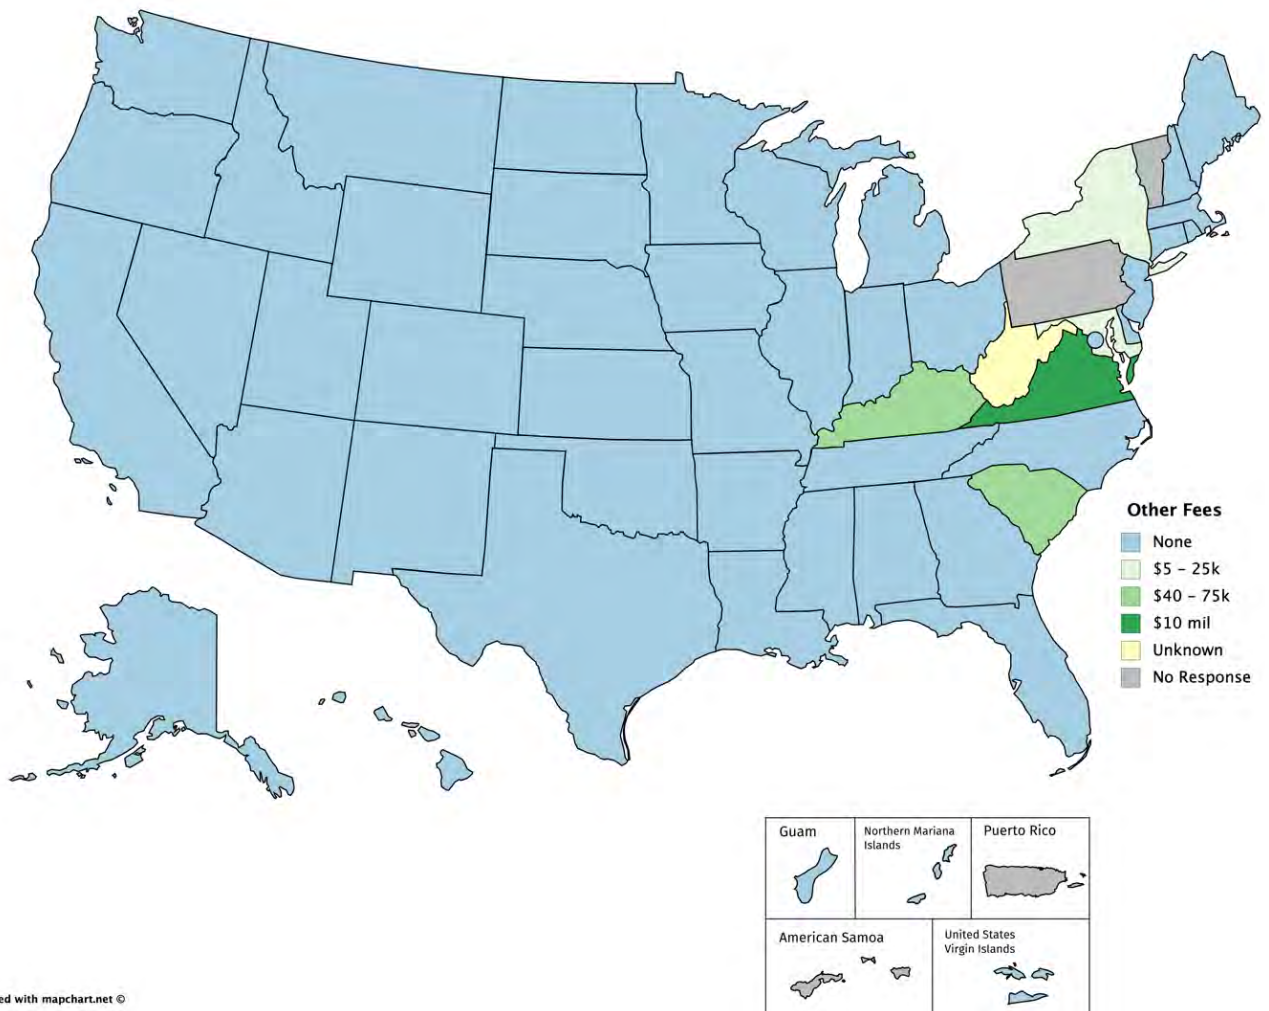 Other Fees
None
$5 – 25k
$40 – 75k
$10 mil
Unknown
No Response
Guam
Northern Mariana
Islands
Puerto Rico
American Samoa
United States
Virgin Islands
ed with mapchart.net ©